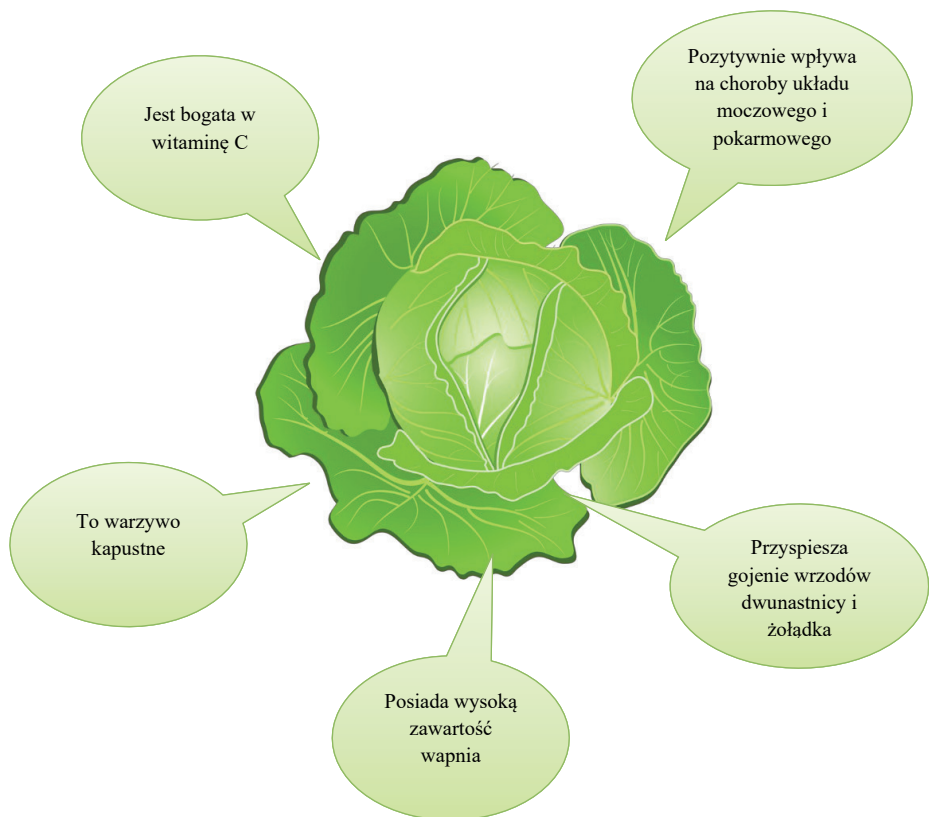 Pozytywnie wpływa
na choroby układu
moczowego i
pokarmowego
Jest bogata w
witaminę C
To warzywo
kapustne
Przyspiesza
gojenie wrzodów
dwunastnicy i
żołądka
Posiada wysoką
zawartość
wapnia